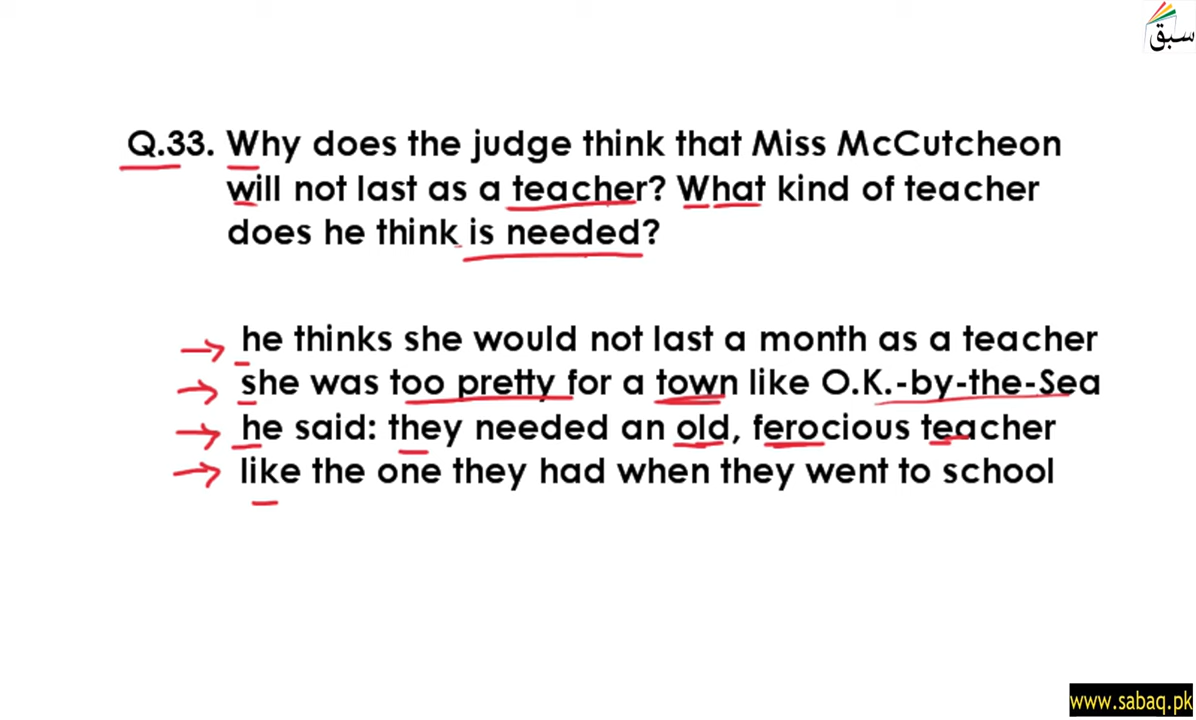 سبق
Q.33. Why does the judge think that Miss McCutcheon
will not last as a teacher? What kind of teacher
does he think is needed?
he thinks she would not last a month as a teacher
she was too pretty for a town like O.K.-by-the-Sea
he said: they needed an old, ferocious teacher
like the one they had when they went to school
www.sabaq.pk